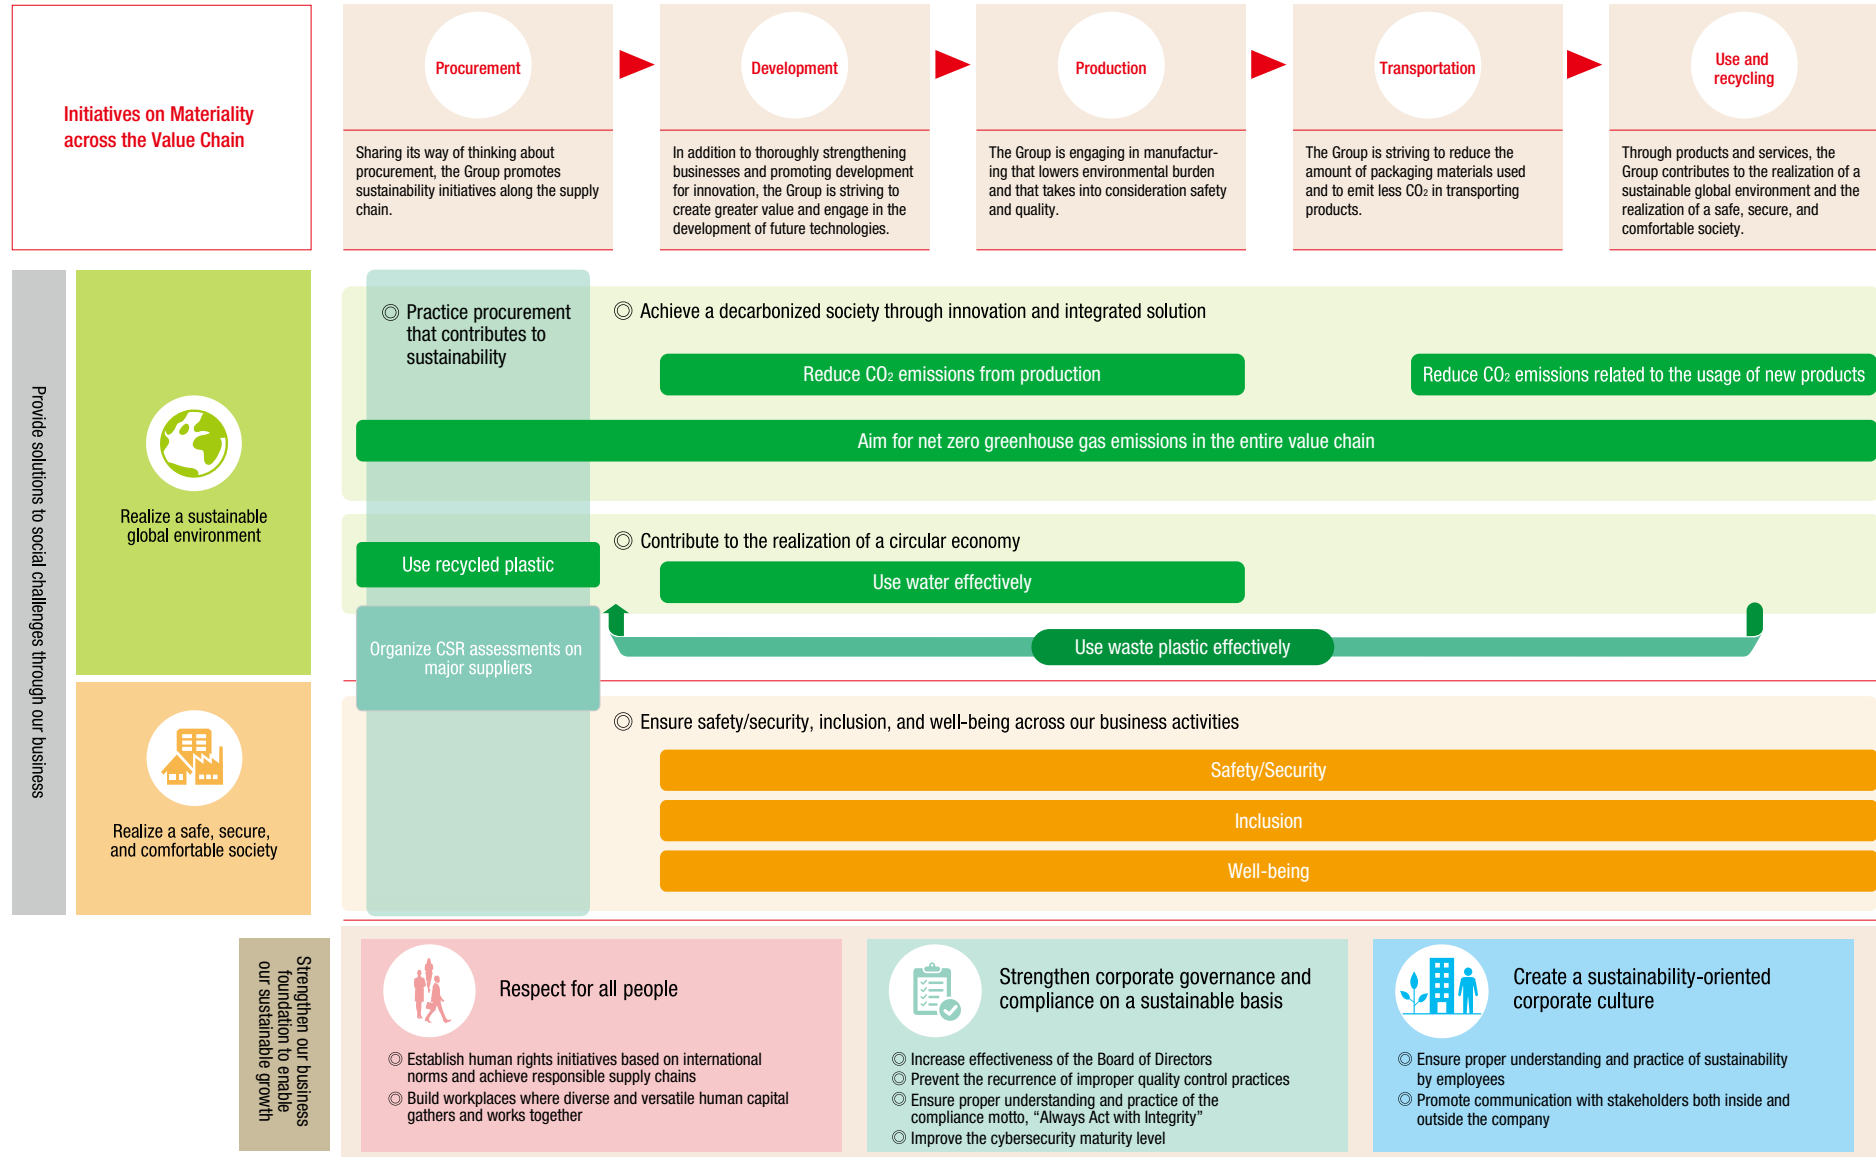 Initiatives on Materiality
across the Value Chain
Procurement
Sharing its way of thinking about
procurement, the Group promotes
sustainability initiatives along the supply
chain.
Development
In addition to thoroughly strengthening
businesses and promoting development
for innovation, the Group is striving to
create greater value and engage in the
development of future technologies.
Production
The Group is engaging in manufactur-
ing that lowers environmental burden
and that takes into consideration safety
and quality.
Transportation
The Group is striving to reduce the
amount of packaging materials used
and to emit less CO₂ in transporting
products.
Use and
recycling
Through products and services, the
Group contributes to the realization of a
sustainable global environment and the
realization of a safe, secure, and
comfortable society.
Provide solutions to social challenges through our business
Realize a sustainable
global environment
◎ Practice procurement
that contributes to
sustainability
◎ Achieve a decarbonized society through innovation and integrated solution
Reduce CO₂ emissions from production
Reduce CO₂ emissions related to the usage of new products
Aim for net zero greenhouse gas emissions in the entire value chain
◎ Contribute to the realization of a circular economy
Use recycled plastic
Use water effectively
Organize CSR assessments on
major suppliers
Use waste plastic effectively
Realize a safe, secure,
and comfortable society
◎ Ensure safety/security, inclusion, and well-being across our business activities
Safety/Security
Inclusion
Well-being
Strengthen our business
foundation to enable
our sustainable growth
Respect for all people
◎ Establish human rights initiatives based on international
norms and achieve responsible supply chains
◎ Build workplaces where diverse and versatile human capital
gathers and works together
Strengthen corporate governance and
compliance on a sustainable basis
◎ Increase effectiveness of the Board of Directors
◎ Prevent the recurrence of improper quality control practices
◎ Ensure proper understanding and practice of the
compliance motto, “Always Act with Integrity”
◎ Improve the cybersecurity maturity level
Create a sustainability-oriented
corporate culture
◎ Ensure proper understanding and practice of sustainability
by employees
◎ Promote communication with stakeholders both inside and
outside the company